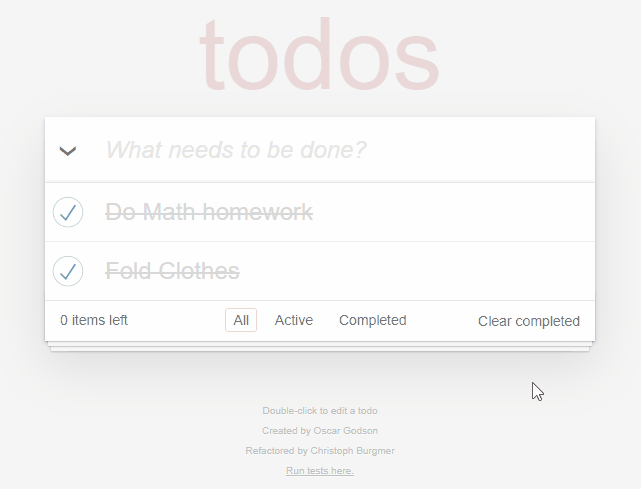 todos
What needs to be done?
Do Math homework
Fold Clothes
0 items left All Active Completed Clear completed
Double-click to edit a todo
Created by Oscar Godson
Refactored by Christoph Burgmer
Run tests here.